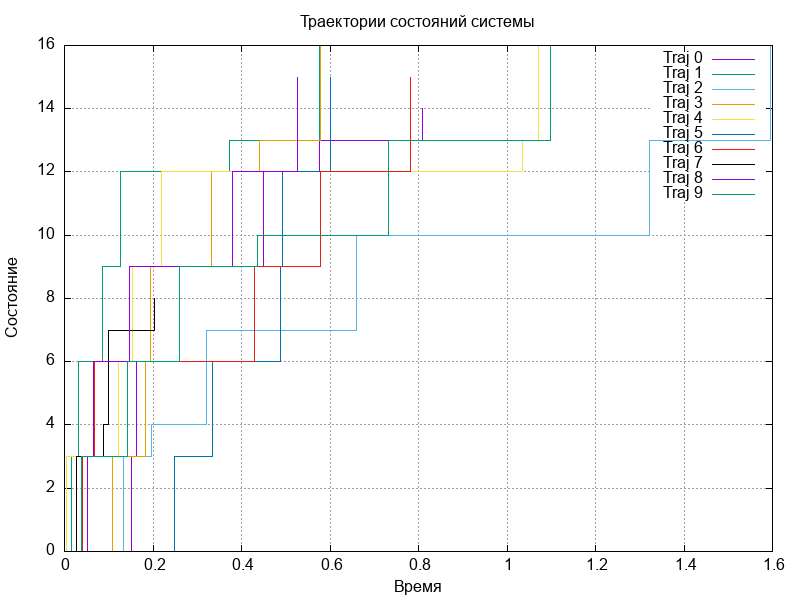 Траектории состояний системы
16
14
12
10
8
6
4
2
0
Состояние
Traj 0
Traj 1
Traj 2
Traj 3
Traj 4
Traj 5
Traj 6
Traj 7
Traj 8
Traj 9
0 0.2 0.4 0.6 0.8 1 1.2 1.4 1.6
Время